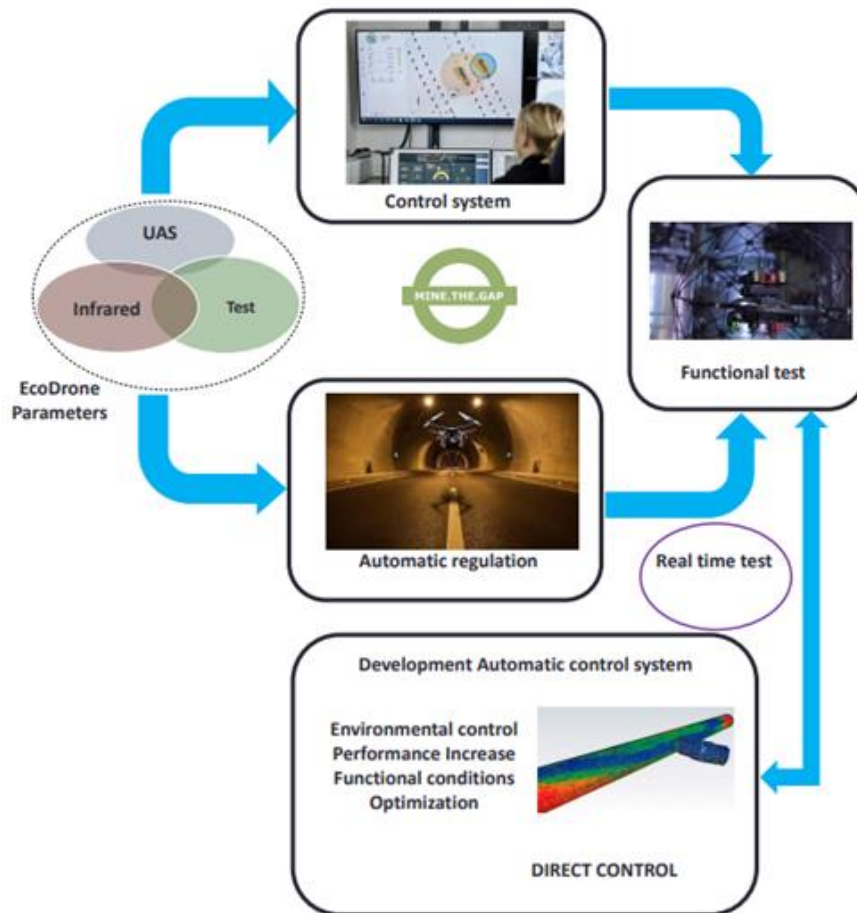 Control system
UAS
Infrared
Test
EcoDrone
Parameters
MINE.THE.GAP
Functional test
Automatic regulation
Real time test
Development Automatic control system
Environmental control
Performance Increase
Functional conditions
Optimization
DIRECT CONTROL